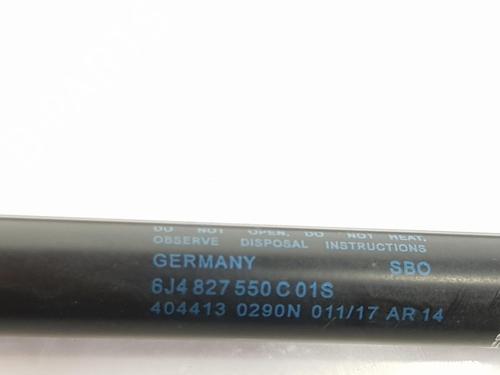 DO NOT OPEN, DO NOT HEAT,
OBSERVE DISPOSAL INSTRUCTIONS
GERMANY SBO
6J4 827 550 C 01S
404413 0290N 011/17 AR 14